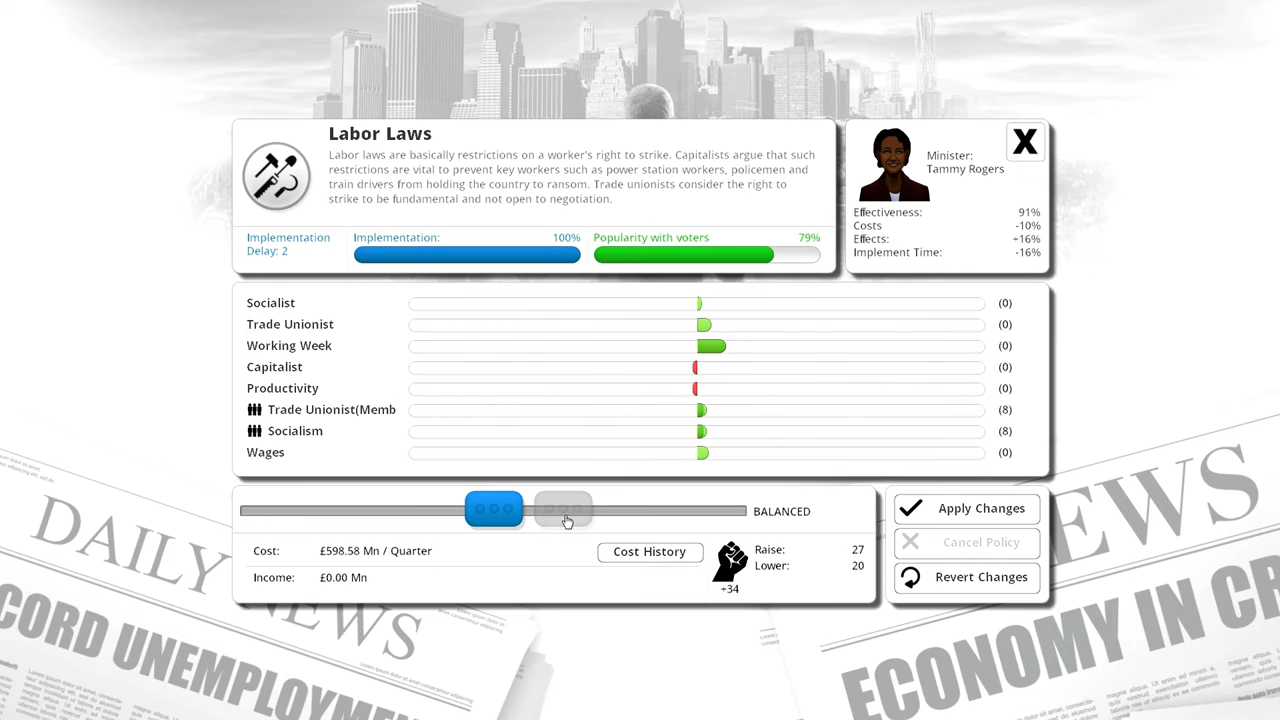 Labor Laws
Labor laws are basically restrictions on a worker's right to strike. Capitalists argue that such
restrictions are vital to prevent key workers such as power station workers, policemen and
train drivers from holding the country to ransom. Trade unionists consider the right to
strike to be fundamental and not open to negotiation.
Implementation
Delay: 2
Implementation: 100%
Popularity with voters 79%
X
Minister:
Tammy Rogers
Effectiveness: 91%
Costs -10%
Effects: +16%
Implement Time: -16%
Socialist (0)
Trade Unionist (0)
Working Week (0)
Capitalist (0)
Productivity (0)
Trade Unionist(Memb (8)
Socialism (8)
Wages (0)
BALANCED
Cost: £598.58 Mn / Quarter
Income: £0.00 Mn
Cost History
Raise: 27
Lower: 20
+34
Apply Changes
Cancel Policy
Revert Changes
DAILY NEWS
CORD UNEMPLOYME
NEWS
ECONOMY IN CR